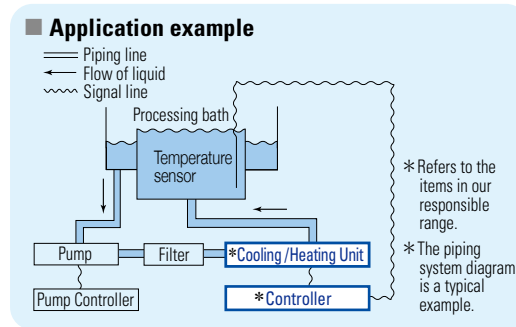 ■ Application example
Piping line
Flow of liquid
Signal line
Processing bath
Temperature
sensor
Pump
Filter
*Cooling/Heating Unit
Pump Controller
*Controller
*Refers to the
items in our
responsible
range.
*The piping
system diagram
is a typical
example.